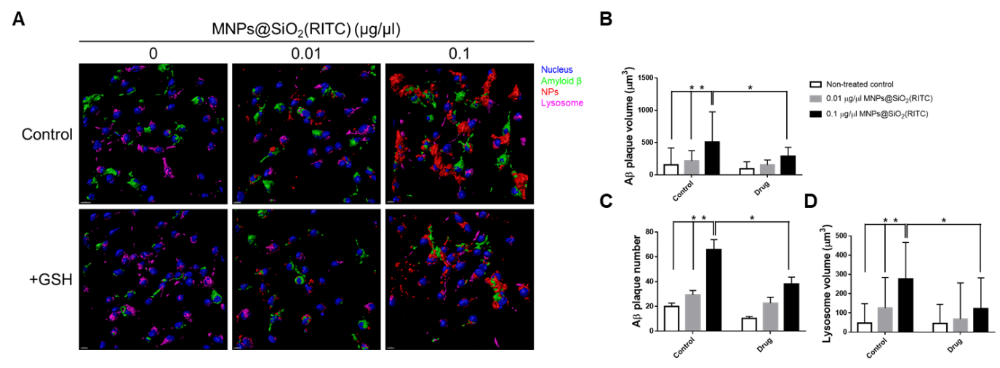 A
MNPs@SiO₂(RITC) (µg/µl)
0 0.01 0.1
Control
+GSH
Nucleus
Amyloid β
NPs
Lysosome
B
Aβ plaque volume (µm³)
1500
1000
500
0
* *
*
Control
Drug
Non-treated control
0.01 µg/µl MNPs@SiO₂(RITC)
0.1 µg/µl MNPs@SiO₂(RITC)
C
Aβ plaque number
80
60
40
20
0
* *
*
Control
Drug
D
Lysosome volume (µm³)
500
400
300
200
100
0
* *
*
Control
Drug